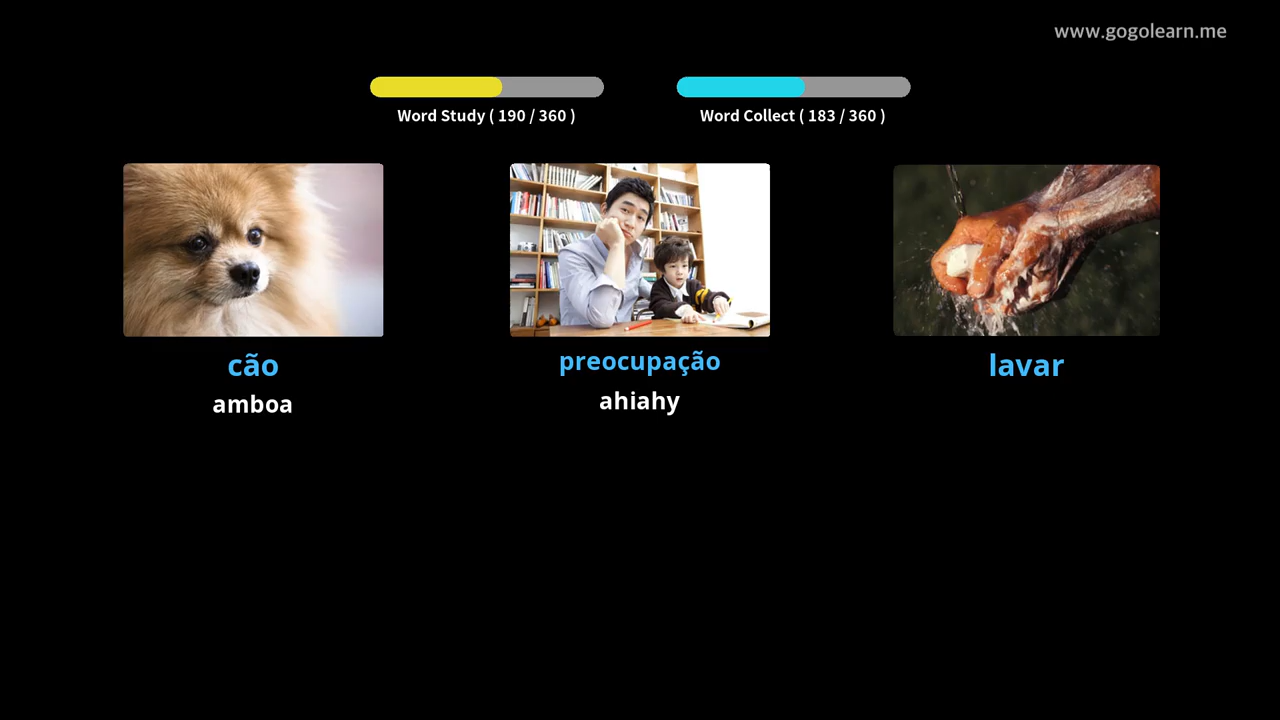 www.gogolearn.me
Word Study ( 190 / 360 )
Word Collect ( 183 / 360 )
cão
amboa
preocupação
ahiahy
lavar